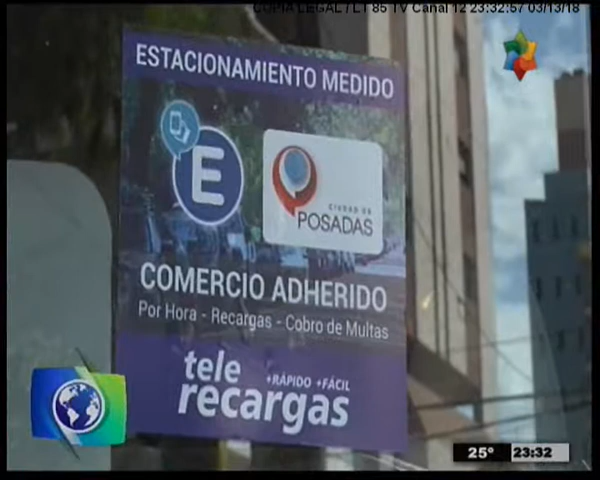 COPIA LEGAL / LT 85 TV Canal 12 23:32:57 03/13/18
ESTACIONAMIENTO MEDIDO
E
CIUDAD DE
POSADAS
COMERCIO ADHERIDO
Por Hora - Recargas - Cobro de Multas
tele
+RÁPIDO +FÁCIL
recargas
25° 23:32